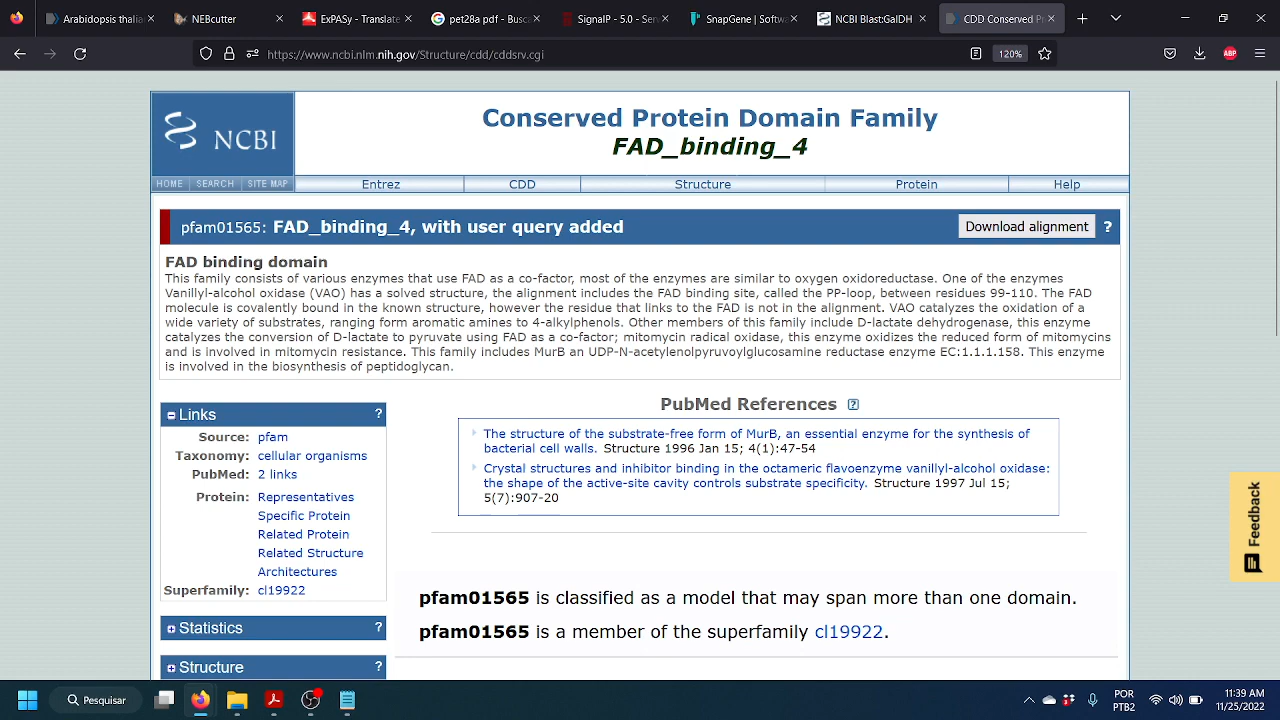 Arabidopsis thalian
NEBcutter
ExPASy - Translate
pet28a pdf - Busca
SignalP - 5.0 - Serv
Snapgene | Softwa
NCBI Blast:GalDH
CDD Conserved Pr
https://www.ncbi.nlm.nih.gov/Structure/cdd/cddsrv.cgi
120%
ABP
NCBI
Conserved Protein Domain Family
FAD_binding_4
HOME SEARCH SITE MAP Entrez CDD Structure Protein Help
pfam01565: FAD_binding_4, with user query added
Download alignment ?
FAD binding domain
This family consists of various enzymes that use FAD as a co-factor, most of the enzymes are similar to oxygen oxidoreductase. One of the enzymes
Vanillyl-alcohol oxidase (VAO) has a solved structure, the alignment includes the FAD binding site, called the PP-loop, between residues 99-110. The FAD
molecule is covalently bound in the known structure, however the residue that links to the FAD is not in the alignment. VAO catalyzes the oxidation of a
wide variety of substrates, ranging form aromatic amines to 4-alkylphenols. Other members of this family include D-lactate dehydrogenase, this enzyme
catalyzes the conversion of D-lactate to pyruvate using FAD as a co-factor; mitomycin radical oxidase, this enzyme oxidizes the reduced form of mitomycins
and is involved in mitomycin resistance. This family includes MurB an UDP-N-acetylenolpyruvoylglucosamine reductase enzyme EC:1.1.1.158. This enzyme
is involved in the biosynthesis of peptidoglycan.
Links ?
Source: pfam
Taxonomy: cellular organisms
PubMed: 2 links
Protein: Representatives
Specific Protein
Related Protein
Related Structure
Architectures
Superfamily: cl19922
Statistics ?
Structure ?
PubMed References ?
The structure of the substrate-free form of MurB, an essential enzyme for the synthesis of
bacterial cell walls. Structure 1996 Jan 15; 4(1):47-54
Crystal structures and inhibitor binding in the octameric flavoenzyme vanillyl-alcohol oxidase:
the shape of the active-site cavity controls substrate specificity. Structure 1997 Jul 15;
5(7):907-20
pfam01565 is classified as a model that may span more than one domain.
pfam01565 is a member of the superfamily cl19922.
Feedback
Pesquisar
POR
PTB2
11:39 AM
11/25/2022